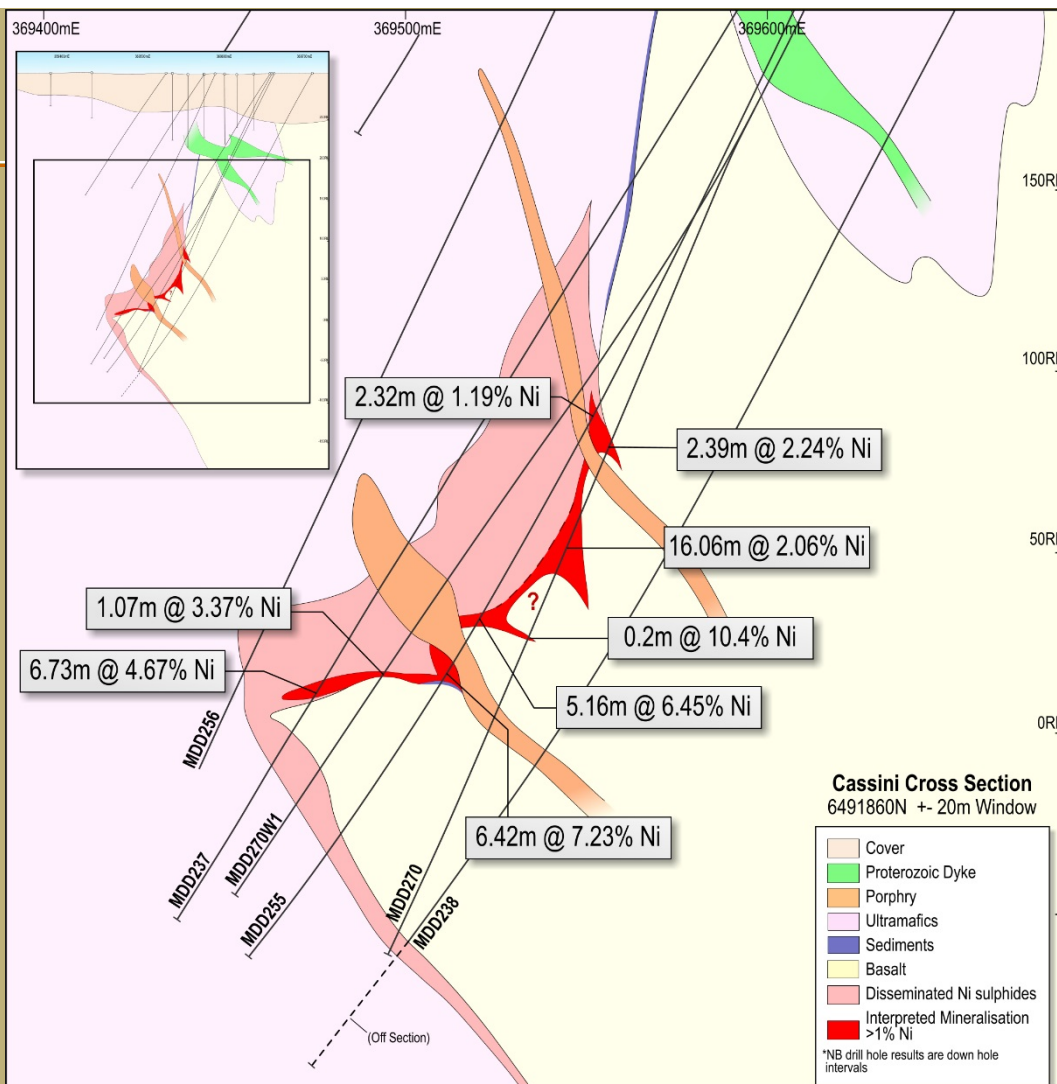 369400mE
369500mE
369600mE
150Rl
100Rl
2.32m @ 1.19% Ni
2.39m @ 2.24% Ni
50Rl
16.06m @ 2.06% Ni
1.07m @ 3.37% Ni
?
0.2m @ 10.4% Ni
6.73m @ 4.67% Ni
5.16m @ 6.45% Ni
0Rl
MDD256
6.42m @ 7.23% Ni
MDD237
MDD270W1
MDD255
MDD270
MDD238
(Off Section)
Cassini Cross Section
6491860N +- 20m Window
Cover
Proterozoic Dyke
Porphry
Ultramafics
Sediments
Basalt
Disseminated Ni sulphides
Interpreted Mineralisation
>1% Ni
*NB drill hole results are down hole
intervals